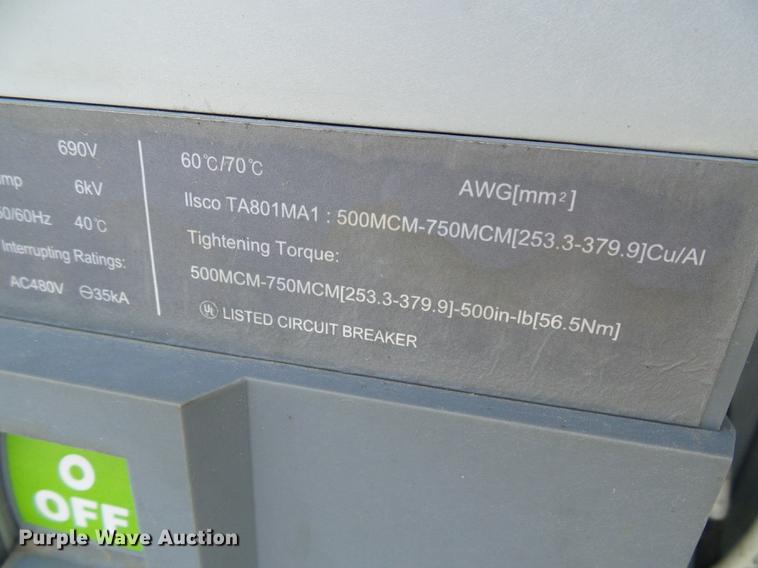 690V
6kV
50/60Hz 40℃
Interrupting Ratings:
AC480V ⊖35kA
60℃/70℃
AWG[mm²]
Ilsco TA801MA1 : 500MCM-750MCM[253.3-379.9]Cu/Al
Tightening Torque:
500MCM-750MCM[253.3-379.9]-500in-lb[56.5Nm]
UL LISTED CIRCUIT BREAKER
O
OFF
Purple Wave Auction